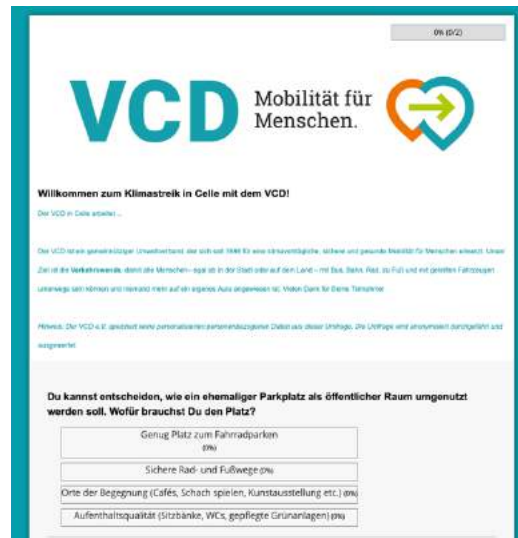 0% (0/2)
VCD Mobilität für
Menschen.
Willkommen zum Klimastreik in Celle mit dem VCD!
Der VCD in Celle arbeitet ...
Der VCD ist ein gemeinnütziger Umweltverband, der sich seit 1986 für eine klimaverträgliche, sichere und gesunde Mobilität für Menschen einsetzt. Unser
Ziel ist die Verkehrswende, damit alle Menschen – egal ob in der Stadt oder auf dem Land – mit Bus, Bahn, Rad, zu Fuß und mit geteilten Fahrzeugen
unterwegs sein können und niemand mehr auf ein eigenes Auto angewiesen ist. Vielen Dank für Deine Teilnahme!
Hinweis: Der VCD e.V. speichert keine personalisierten personenbezogenen Daten aus dieser Umfrage. Die Umfrage wird anonymisiert durchgeführt und
ausgewertet.
Du kannst entscheiden, wie ein ehemaliger Parkplatz als öffentlicher Raum umgenutzt
werden soll. Wofür brauchst Du den Platz?
Genug Platz zum Fahrradparken
(0%)
Sichere Rad- und Fußwege (0%)
Orte der Begegnung (Cafés, Schach spielen, Kunstausstellung etc.) (0%)
Aufenthaltsqualität (Sitzbänke, WCs, gepflegte Grünanlagen) (0%)